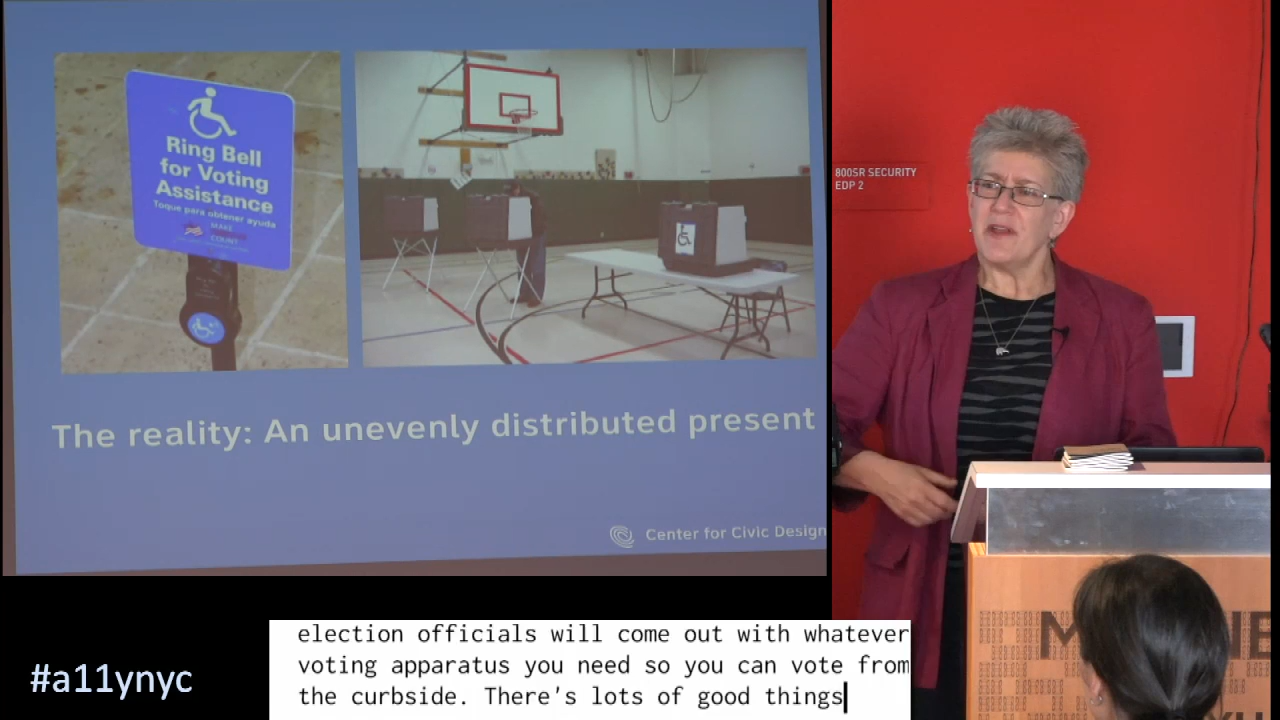 Ring Bell
for Voting
Assistance
Toque para obtener ayuda
MAKE
COUNT
The reality: An unevenly distributed present
Center for Civic Design
800SR SECURITY
EDP 2
#a11ynyc
election officials will come out with whatever
voting apparatus you need so you can vote from
the curbside. There's lots of good things